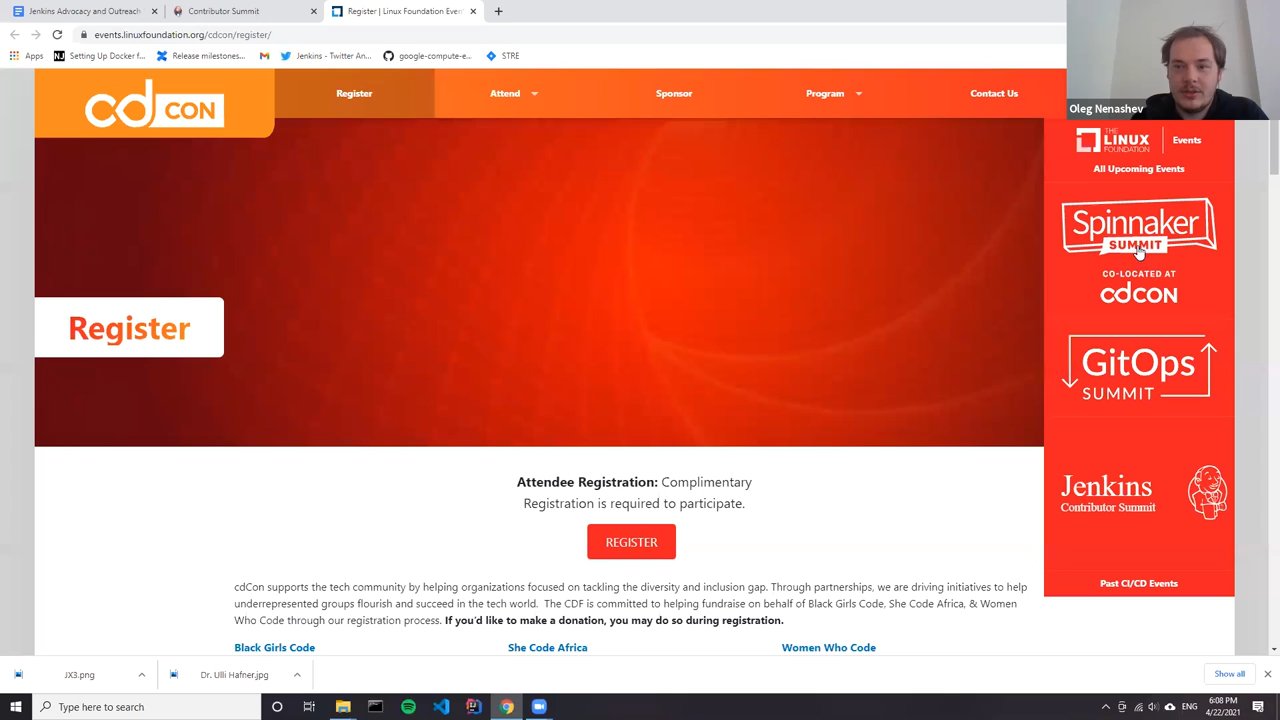 Jenkins Advocacy and Outreach
Contributor Summit
Register | Linux Foundation Even
events.linuxfoundation.org/cdcon/register/
Apps
Setting Up Docker f...
Release milestones...
Jenkins - Twitter An...
google-compute-e...
STRE
cd CON
Register
Attend
Sponsor
Program
Contact Us
Oleg Nenashev
THE LINUX FOUNDATION
Events
All Upcoming Events
Spinnaker
SUMMIT
CO-LOCATED AT
cdcon
GitOps
SUMMIT
Jenkins
Contributor Summit
Past CI/CD Events
Register
Attendee Registration: Complimentary
Registration is required to participate.
REGISTER
cdCon supports the tech community by helping organizations focused on tackling the diversity and inclusion gap. Through partnerships, we are driving initiatives to help
underrepresented groups flourish and succeed in the tech world. The CDF is committed to helping fundraise on behalf of Black Girls Code, She Code Africa, & Women
Who Code through our registration process. If you'd like to make a donation, you may do so during registration.
Black Girls Code
She Code Africa
Women Who Code
JX3.png
Dr. Ulli Hafner.jpg
Show all
Type here to search
ENG
6:08 PM
4/22/2021